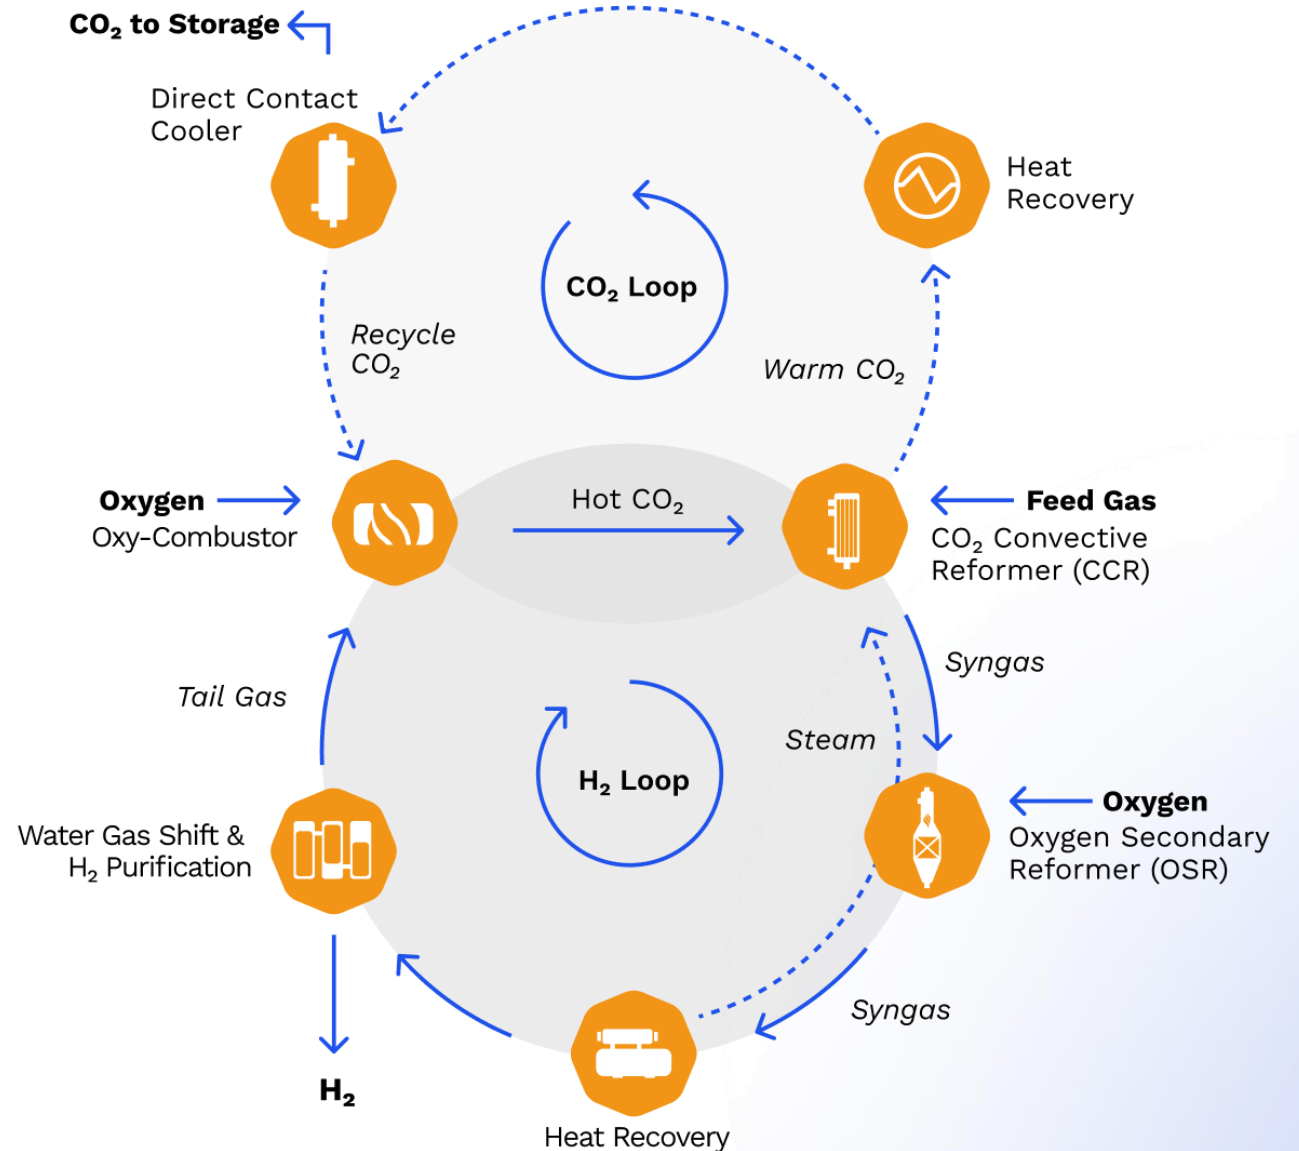 CO₂ to Storage
Direct Contact
Cooler
Heat
Recovery
CO₂ Loop
Recycle
CO₂
Warm CO₂
Oxygen
Oxy-Combustor
Hot CO₂
Feed Gas
CO₂ Convective
Reformer (CCR)
Syngas
Tail Gas
Steam
H₂ Loop
Oxygen
Oxygen Secondary
Reformer (OSR)
Water Gas Shift &
H₂ Purification
Syngas
H₂
Heat Recovery